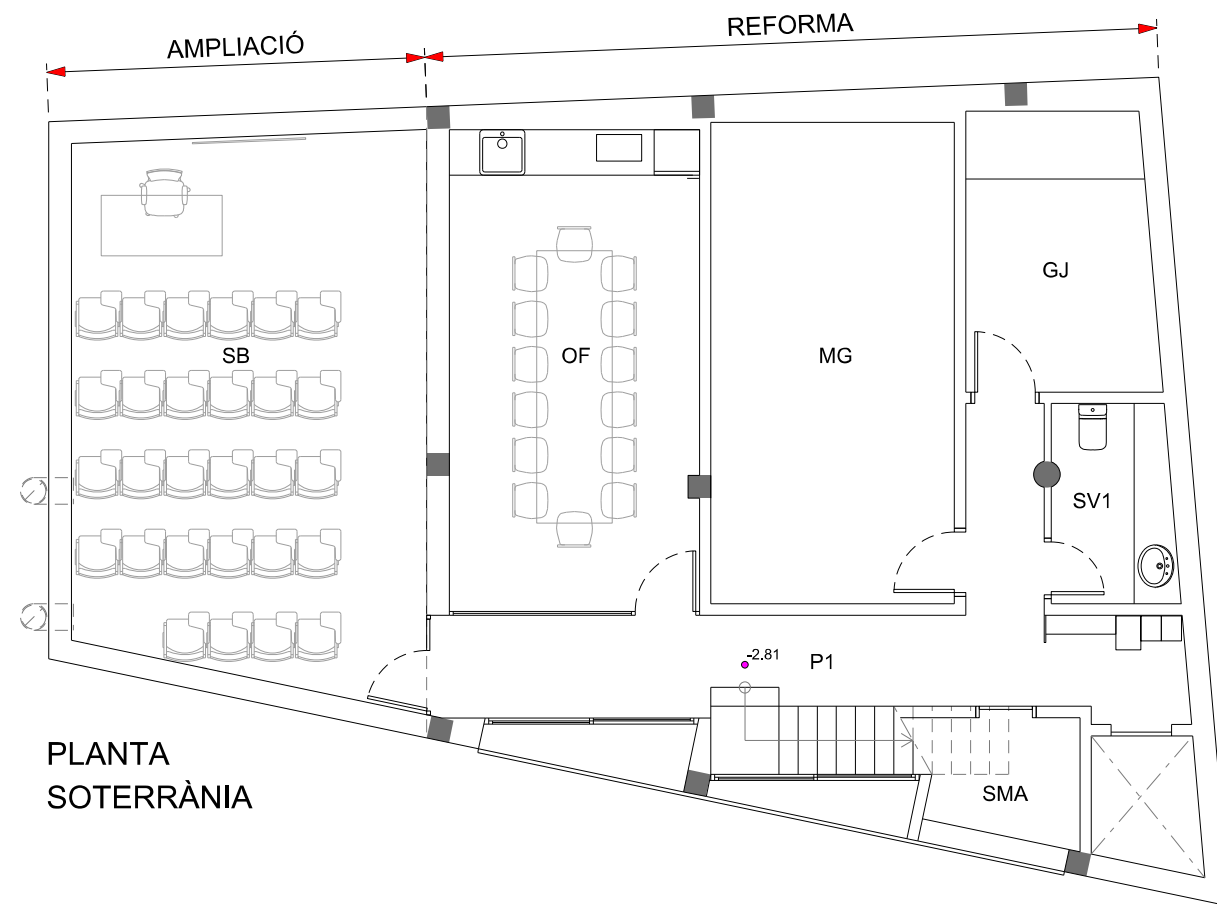 AMPLIACIÓ
REFORMA
GJ
SB
OF
MG
SV1
-2.81
P1
PLANTA
SOTERRÀNIA
SMA